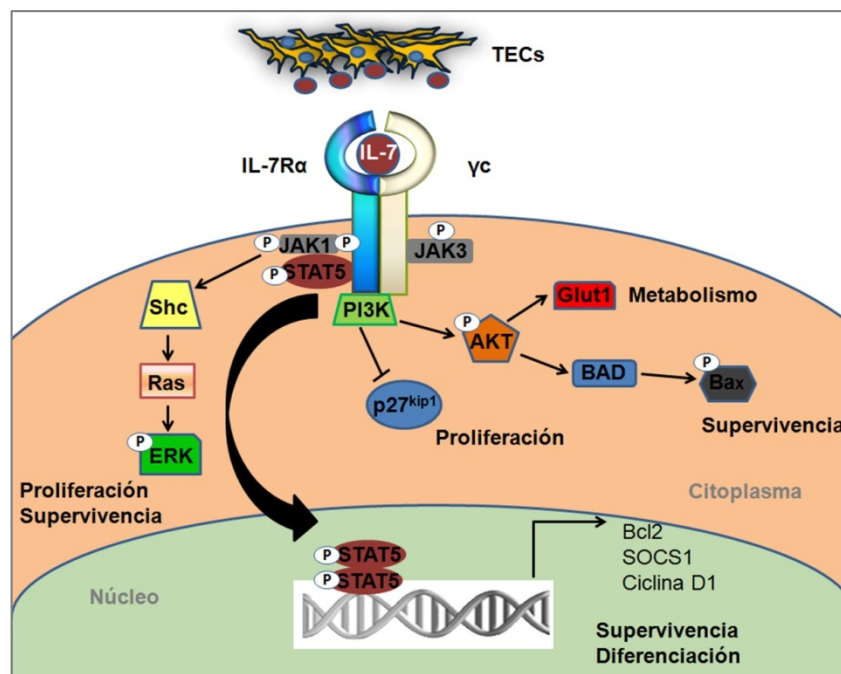 TECs
IL-7
IL-7Rα
γc
P
P
JAK1
P
JAK3
P
STAT5
Shc
PI3K
P
AKT
Glut1
Metabolismo
Ras
p27kip1
BAD
P
Bax
Proliferación
Supervivencia
P
ERK
Proliferación
Supervivencia
Citoplasma
Núcleo
P
STAT5
P
STAT5
Bcl2
SOCS1
Ciclina D1
Supervivencia
Diferenciación